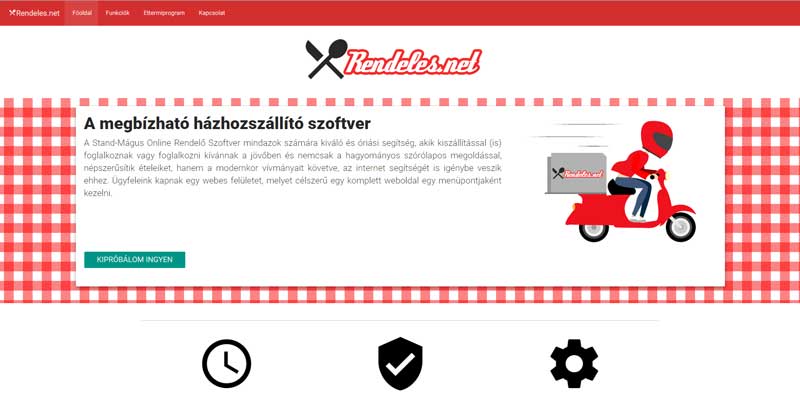 Rendeles.net Főoldal Funkciók Éttermiprogram Kapcsolat
Rendeles.net
A megbízható házhozszállító szoftver
A Stand-Mágus Online Rendelő Szoftver mindazok számára kiváló és óriási segítség, akik kiszállítással (is)
foglalkoznak vagy foglalkozni kívánnak a jövőben és nemcsak a hagyományos szórólapos megoldással,
népszerűsítik ételeiket, hanem a modernkor vívmányait követve, az internet segítségét is igénybe veszik
ehhez. Ügyfeleink kapnak egy webes felületet, melyet célszerű egy komplett weboldal egy menüpontjaként
kezelni.
Rendeles.net
KIPRÓBÁLOM INGYEN